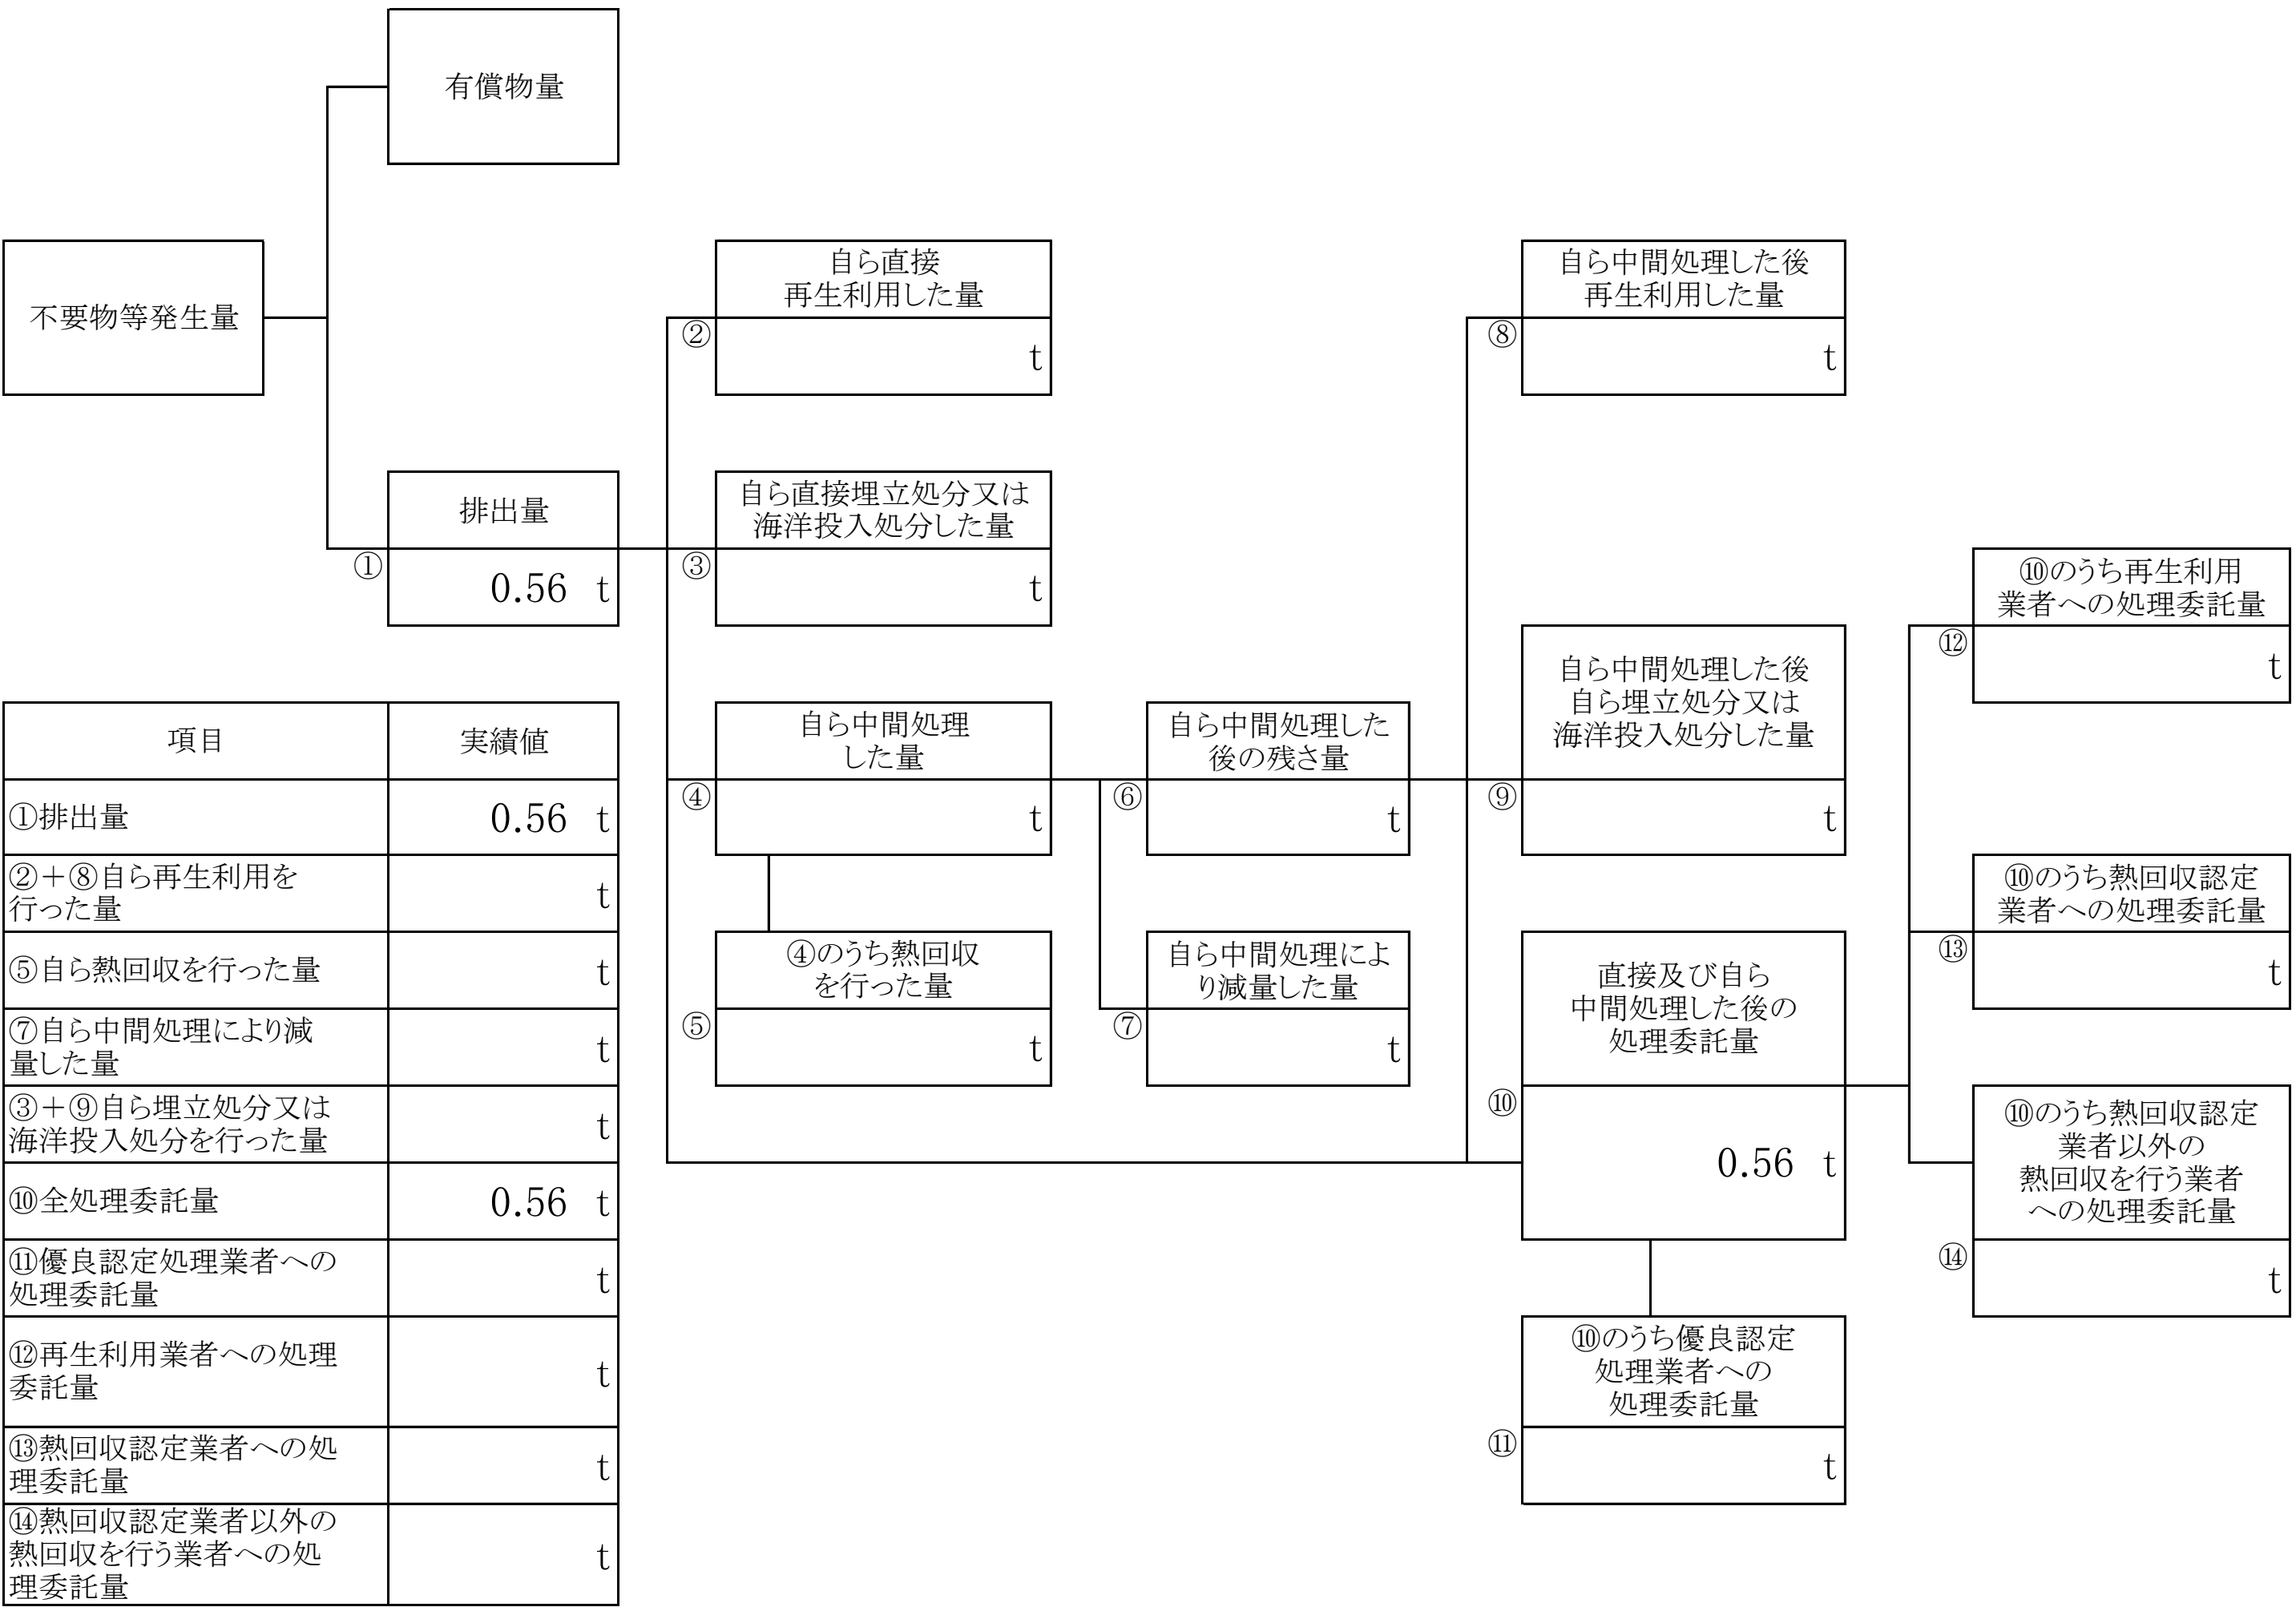 有償物量
不要物等発生量
排出量
①
0.56 t
自ら直接
再生利用した量
②
t
自ら直接埋立処分又は
海洋投入処分した量
③
t
自ら中間処理
した量
④
t
④のうち熱回収
を行った量
⑤
t
自ら中間処理した
後の残さ量
⑥
t
自ら中間処理によ
り減量した量
⑦
t
自ら中間処理した後
再生利用した量
⑧
t
自ら中間処理した後
自ら埋立処分又は
海洋投入処分した量
⑨
t
直接及び自ら
中間処理した後の
処理委託量
⑩
0.56 t
⑩のうち優良認定
処理業者への
処理委託量
⑪
t
⑩のうち再生利用
業者への処理委託量
⑫
t
⑩のうち熱回収認定
業者への処理委託量
⑬
t
⑩のうち熱回収認定
業者以外の
熱回収を行う業者
への処理委託量
⑭
t
項目 実績値
①排出量 0.56 t
②＋⑧自ら再生利用を
行った量
t
⑤自ら熱回収を行った量 t
⑦自ら中間処理により減
量した量
t
③＋⑨自ら埋立処分又は
海洋投入処分を行った量
t
⑩全処理委託量 0.56 t
⑪優良認定処理業者への
処理委託量
t
⑫再生利用業者への処理
委託量
t
⑬熱回収認定業者への処
理委託量
t
⑭熱回収認定業者以外の
熱回収を行う業者への処
理委託量
t